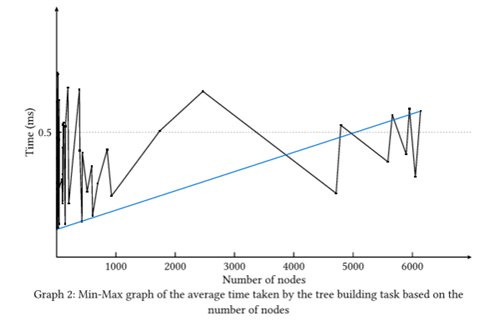 Time (ms)
0.5
1000 2000 3000 4000 5000 6000
Number of nodes
Graph 2: Min-Max graph of the average time taken by the tree building task based on the
number of nodes